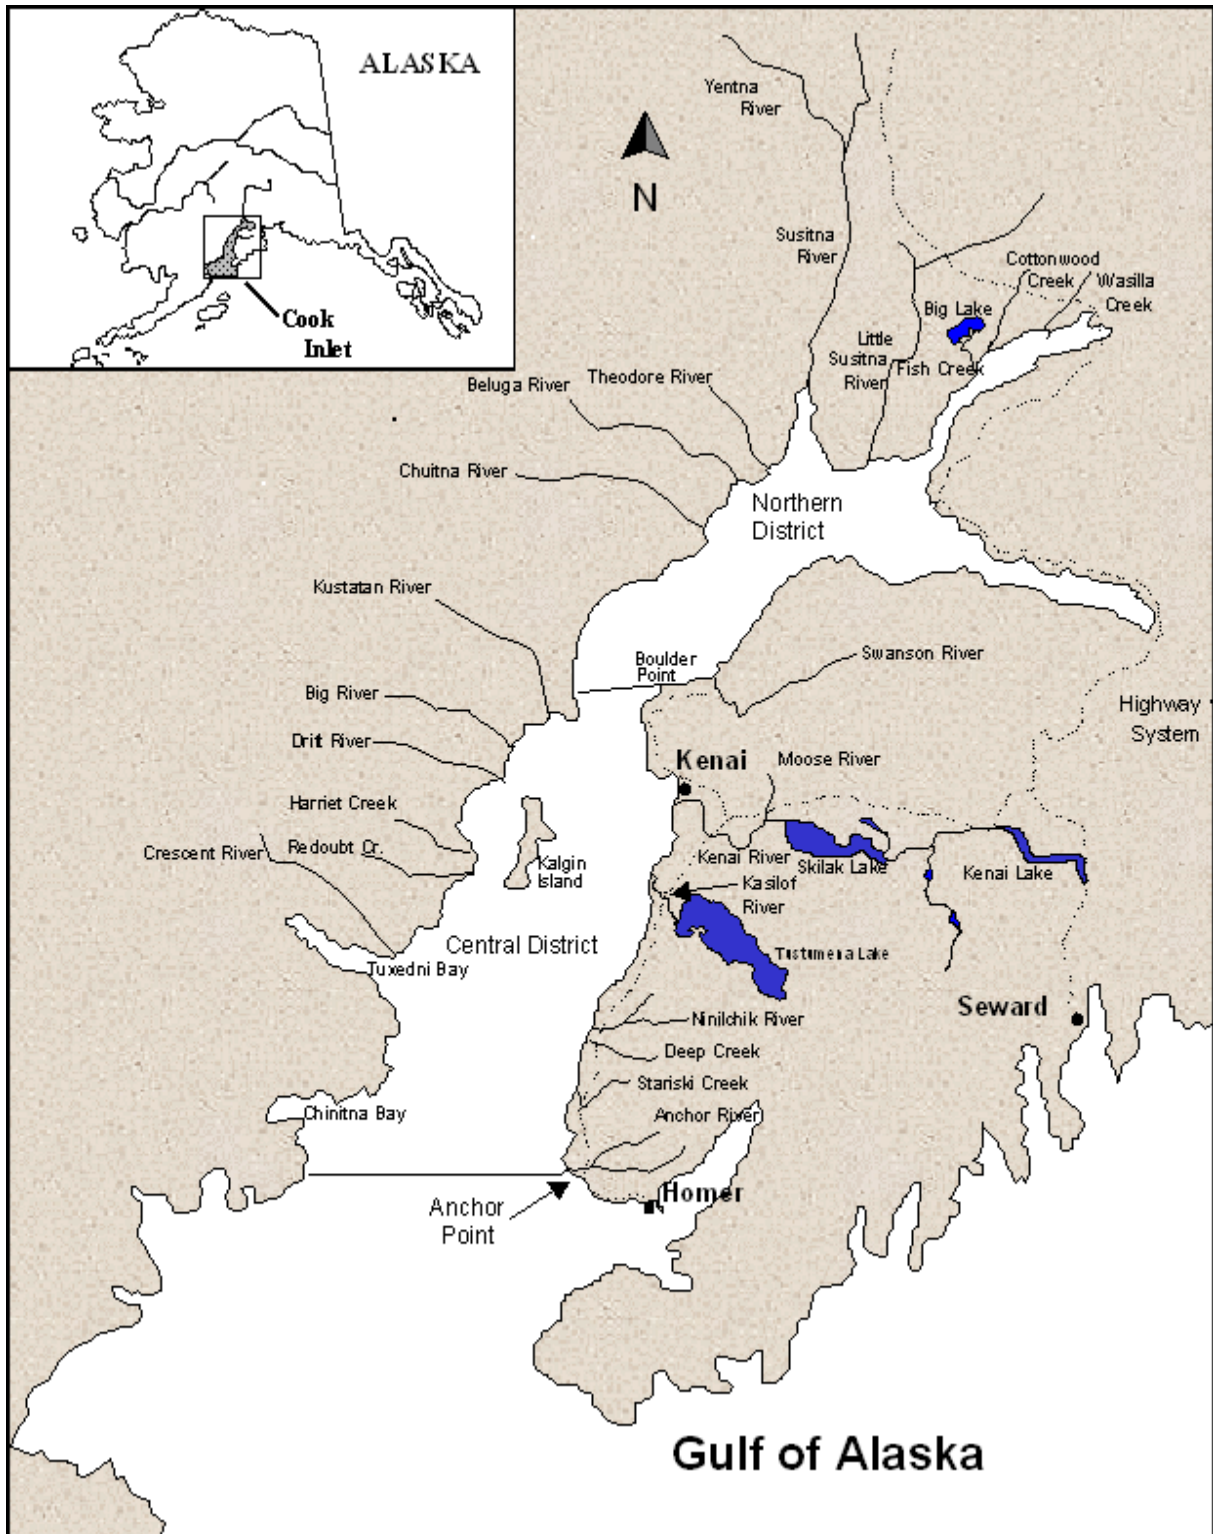 ALASKA
Cook
Inlet
N
Yentna
River
Susitna
River
Cottonwood
Creek
Wasilla
Creek
Big Lake
Little
Susitna
River
Fish Creek
Theodore River
Beluga River
Chuitna River
Northern
District
Kustatan River
Boulder
Point
Swanson River
Big River
Highway
System
Drift River
Kenai
Moose River
Harriet Creek
Redoubt Cr.
Crescent River
Kalgin
Island
Kenai River
Skilak Lake
Kenai Lake
Kasilof
River
Central District
Tustumena Lake
Tuxedni Bay
Seward
Ninilchik River
Deep Creek
Stariski Creek
Chinitna Bay
Anchor River
Homer
Anchor
Point
Gulf of Alaska